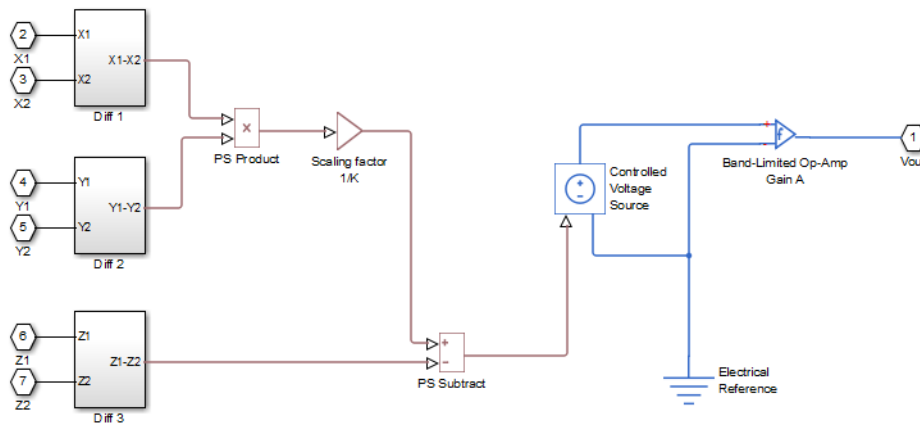 2
X1
X1
3
X2
X2
X1-X2
Diff 1
4
Y1
Y1
5
Y2
Y2
Y1-Y2
Diff 2
6
Z1
Z1
7
Z2
Z2
Z1-Z2
Diff 3
×
PS Product
Scaling factor
1/K
+
−
PS Subtract
+
−
Controlled
Voltage
Source
+
-
f
Band-Limited Op-Amp
Gain A
1
Vou
Electrical
Reference